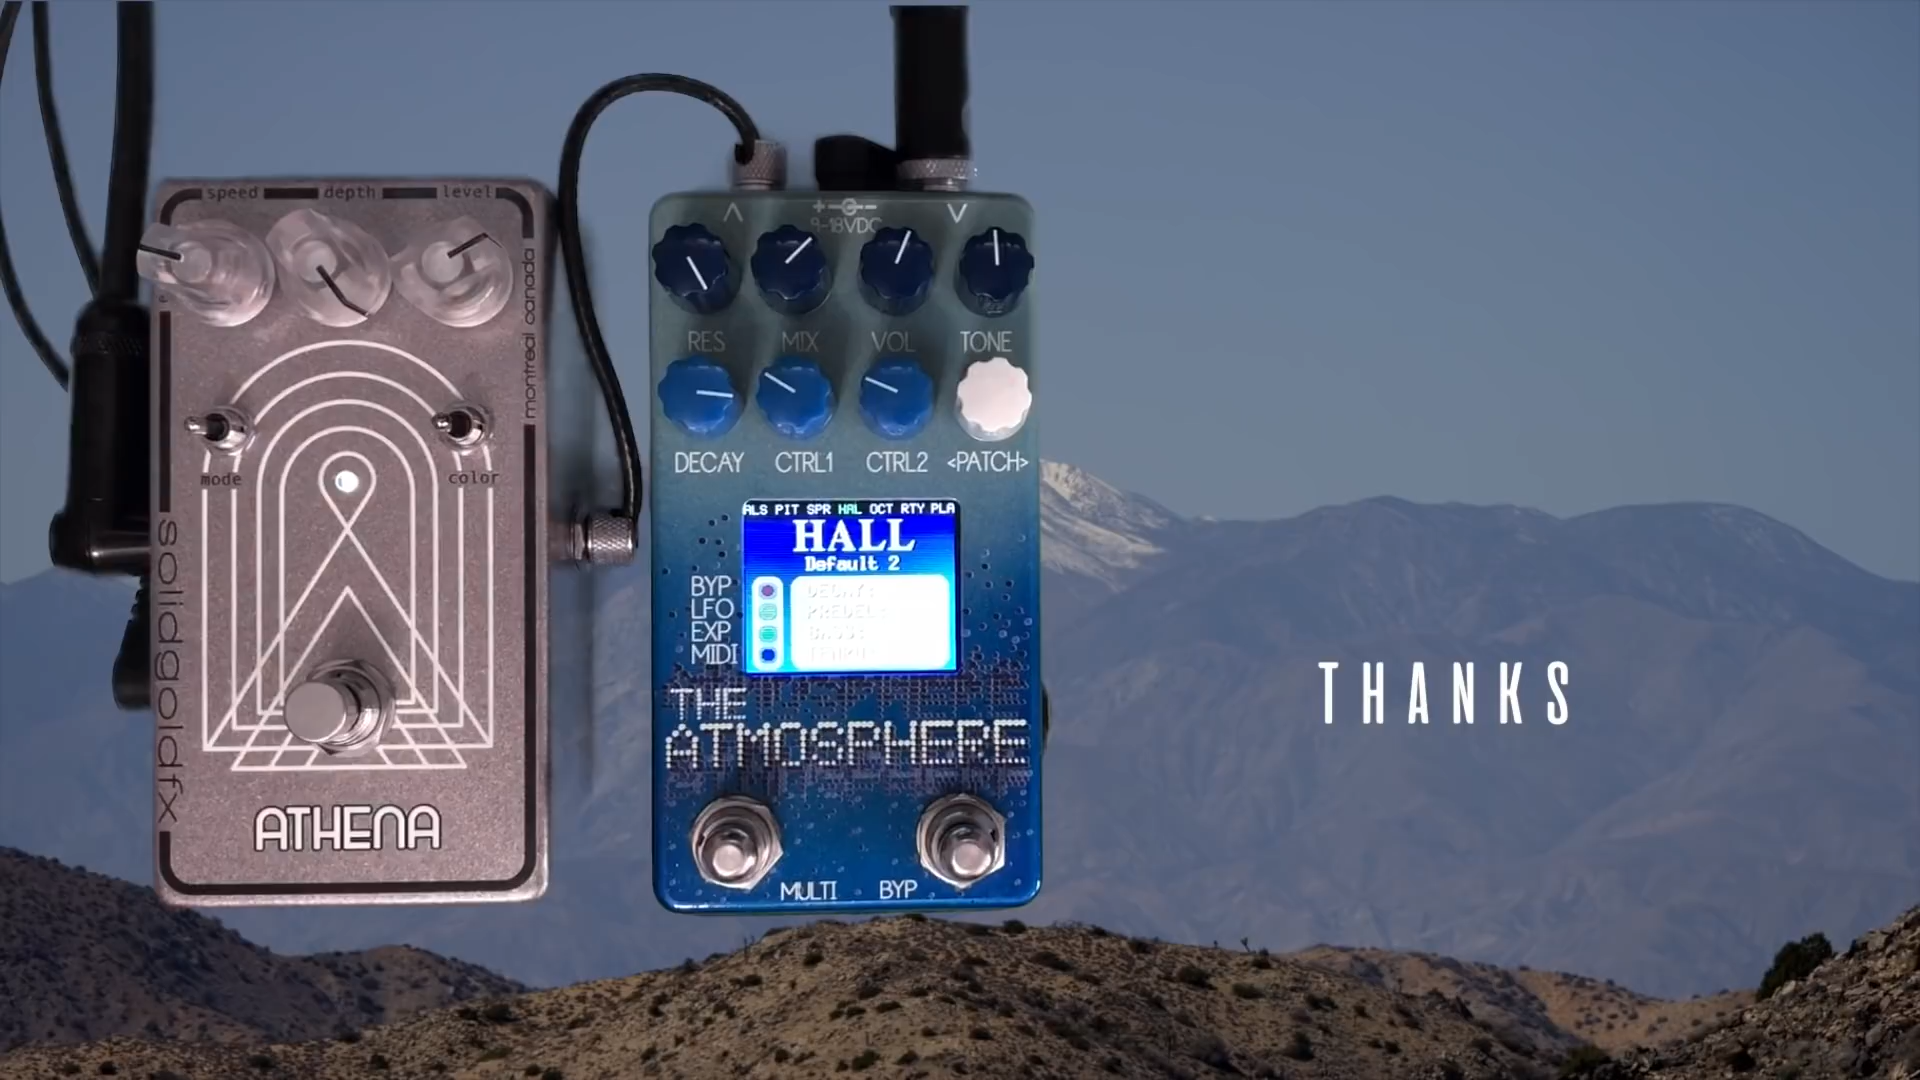 speed depth level
montreal canada
mode color
solidgoldfx
ATHENA
9-18VDC
RES MIX VOL TONE
DECAY CTRL1 CTRL2 <PATCH>
ALS PIT SPR HAL OCT RTY PLA
HALL
Default 2
BYP
LFO
EXP
MIDI
DECAY:
PREDEL:
THE
ATMOSPHERE
MULTI BYP
THANKS